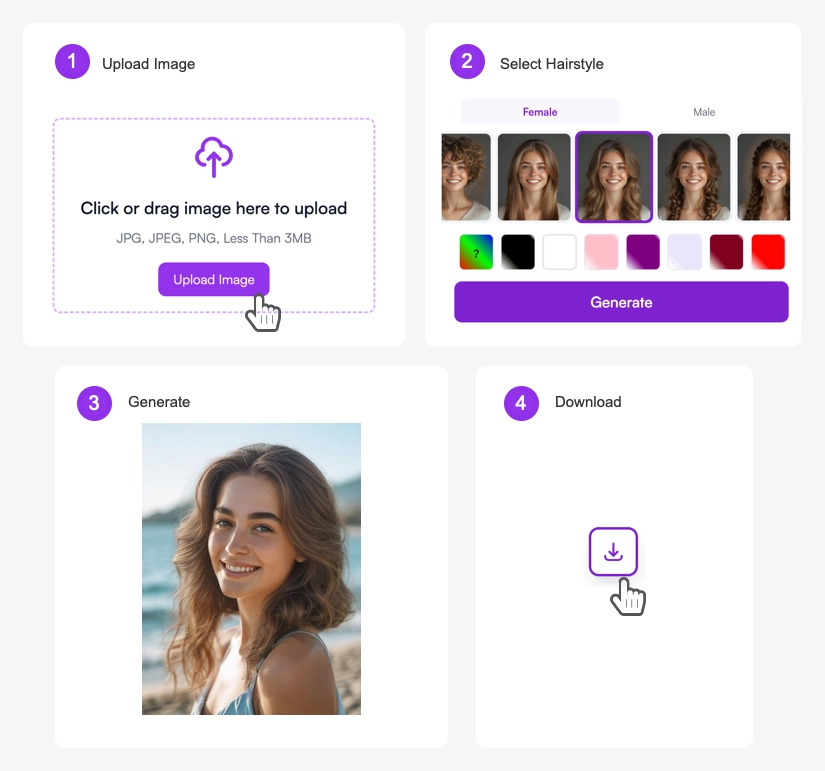 1
Upload Image
Click or drag image here to upload
JPG, JPEG, PNG, Less Than 3MB
Upload Image
2
Select Hairstyle
Female
Male
?
Generate
3
Generate
4
Download